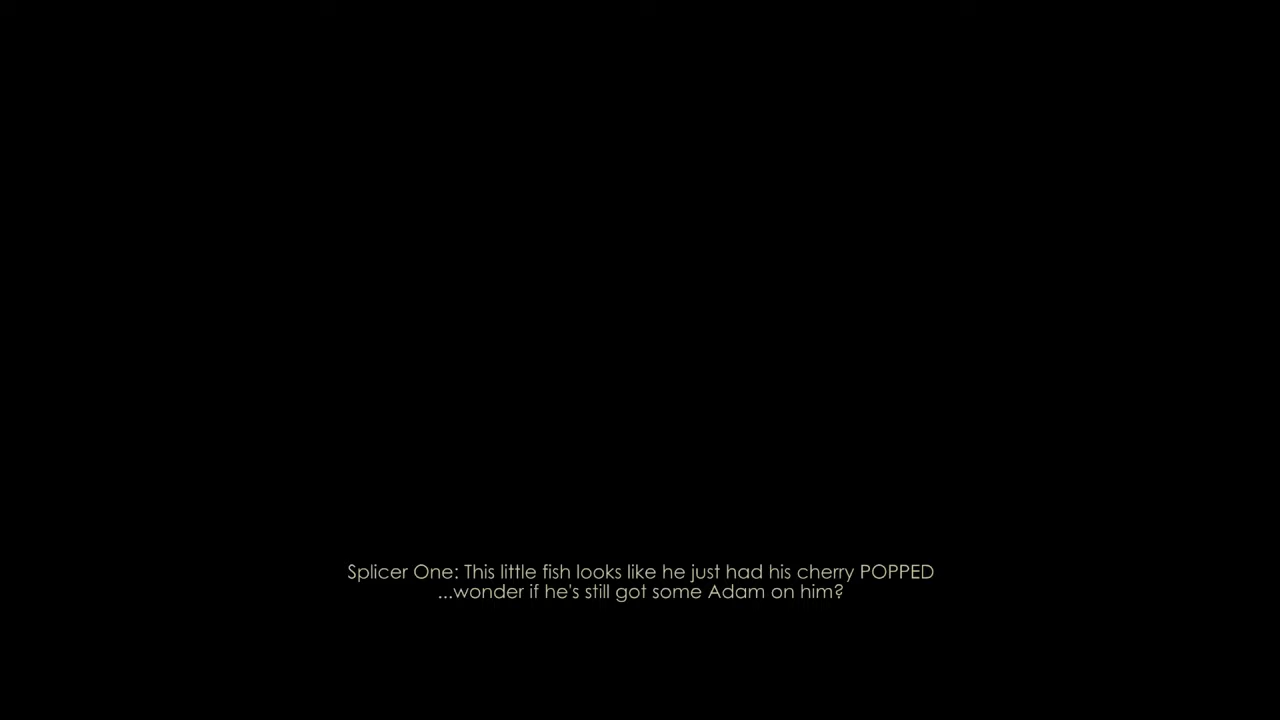 Splicer One: This little fish looks like he just had his cherry POPPED
...wonder if he's still got some Adam on him?